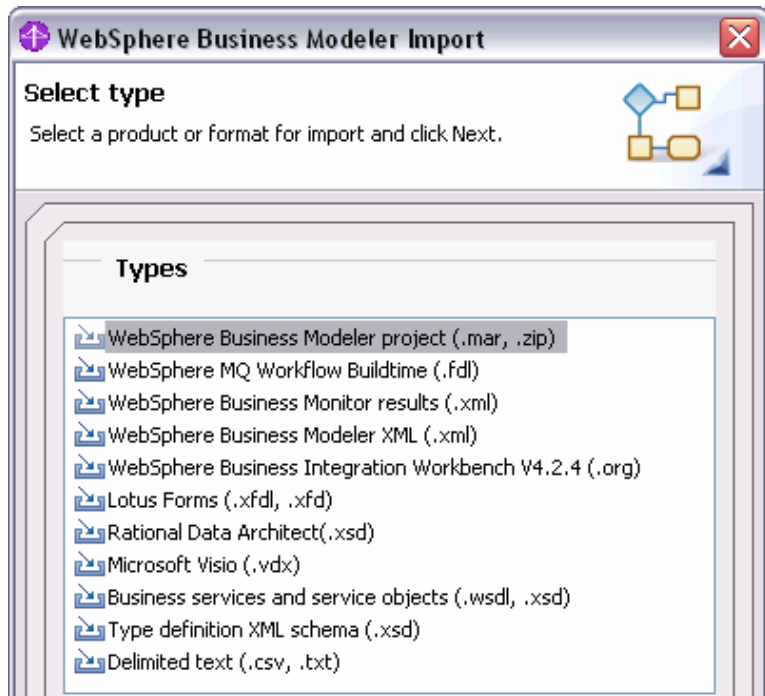 WebSphere Business Modeler Import
Select type
Select a product or format for import and click Next.
Types
WebSphere Business Modeler project (.mar, .zip)
WebSphere MQ Workflow Buildtime (.fdl)
WebSphere Business Monitor results (.xml)
WebSphere Business Modeler XML (.xml)
WebSphere Business Integration Workbench V4.2.4 (.org)
Lotus Forms (.xfdl, .xfd)
Rational Data Architect(.xsd)
Microsoft Visio (.vdx)
Business services and service objects (.wsdl, .xsd)
Type definition XML schema (.xsd)
Delimited text (.csv, .txt)